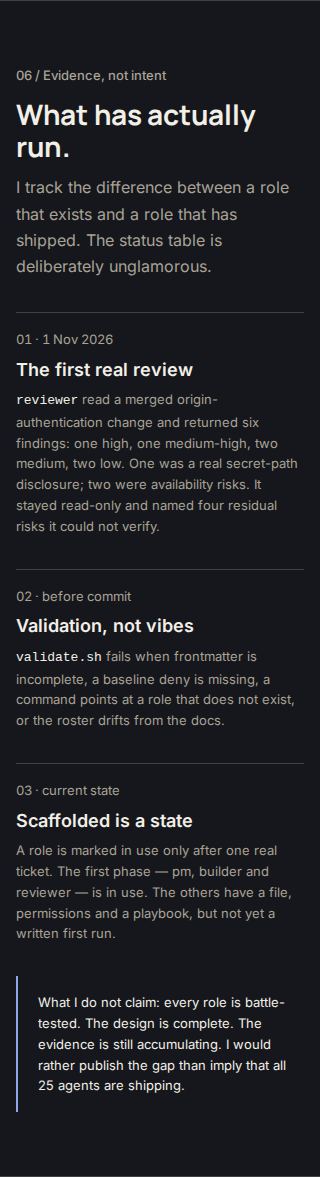 06 / Evidence, not intent
What has actually
run.
I track the difference between a role
that exists and a role that has
shipped. The status table is
deliberately unglamorous.
01 · 1 Nov 2026
The first real review
reviewer read a merged origin-
authentication change and returned six
findings: one high, one medium-high, two
medium, two low. One was a real secret-path
disclosure; two were availability risks. It
stayed read-only and named four residual
risks it could not verify.
02 · before commit
Validation, not vibes
validate.sh fails when frontmatter is
incomplete, a baseline deny is missing, a
command points at a role that does not exist,
or the roster drifts from the docs.
03 · current state
Scaffolded is a state
A role is marked in use only after one real
ticket. The first phase — pm, builder and
reviewer — is in use. The others have a file,
permissions and a playbook, but not yet a
written first run.
What I do not claim: every role is battle-
tested. The design is complete. The
evidence is still accumulating. I would
rather publish the gap than imply that all
25 agents are shipping.